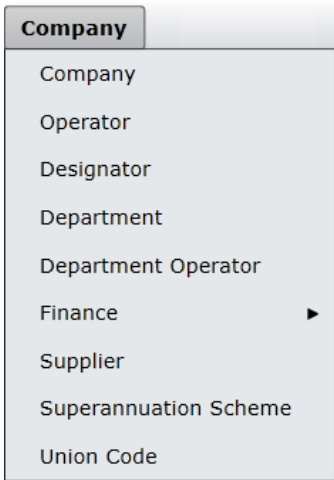 Company
Company
Operator
Designator
Department
Department Operator
Finance
Supplier
Superannuation Scheme
Union Code